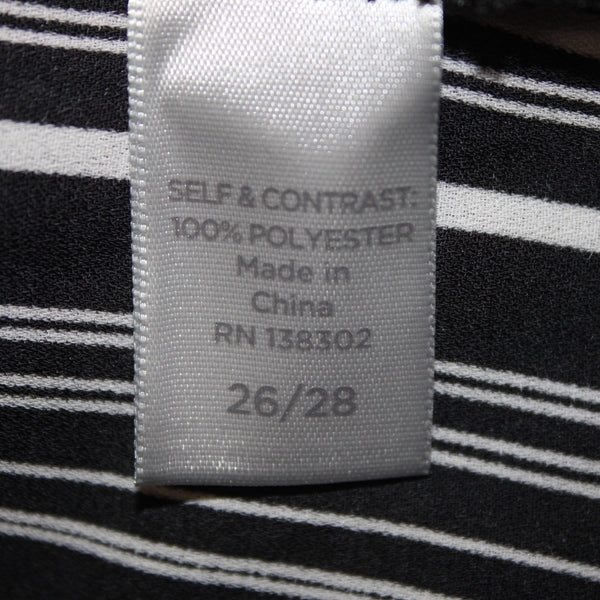 SELF & CONTRAST:
100% POLYESTER
Made in
China
RN 138302
26/28